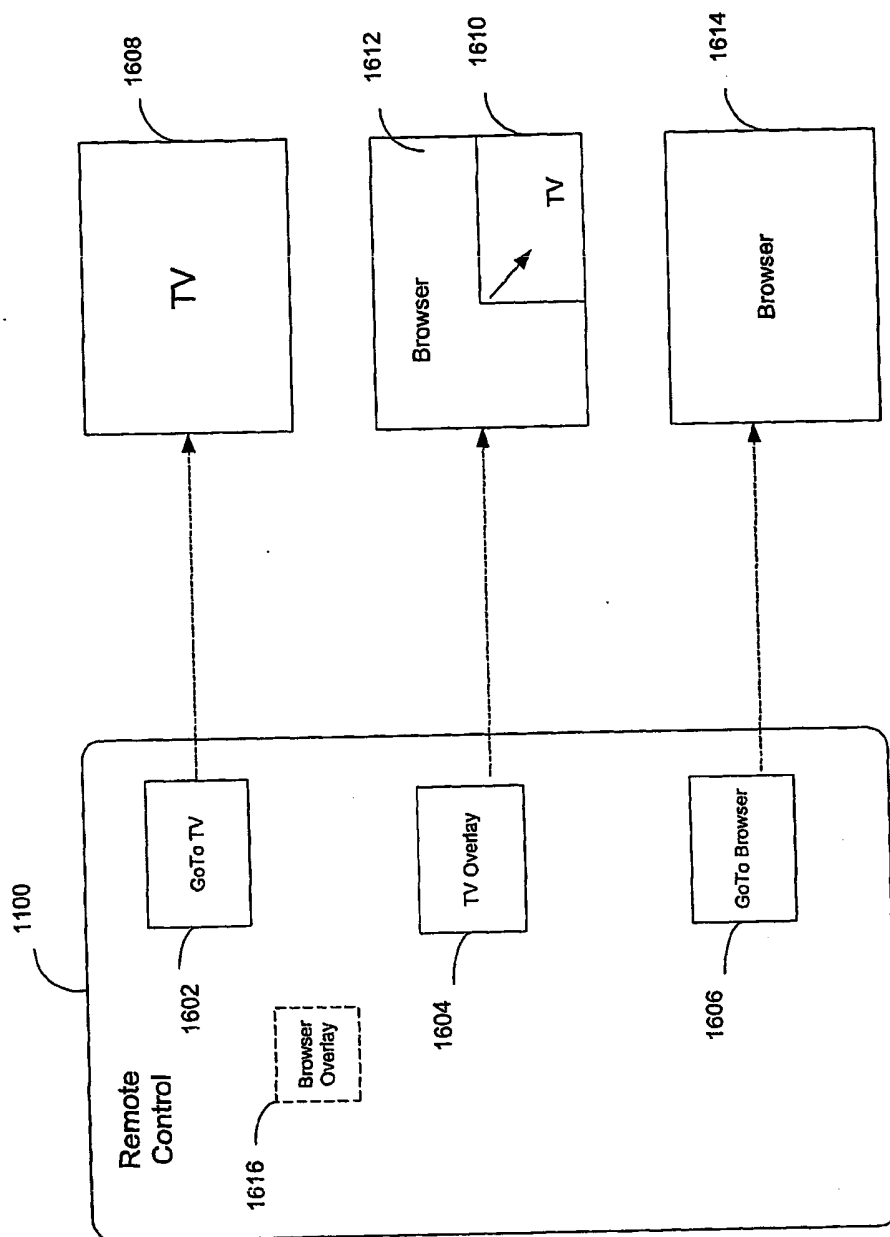 1100
Remote
Control
1602
GoTo TV
1608
TV
1616
Browser
Overlay
1604
TV Overlay
1612
1610
Browser
TV
1606
GoTo Browser
1614
Browser